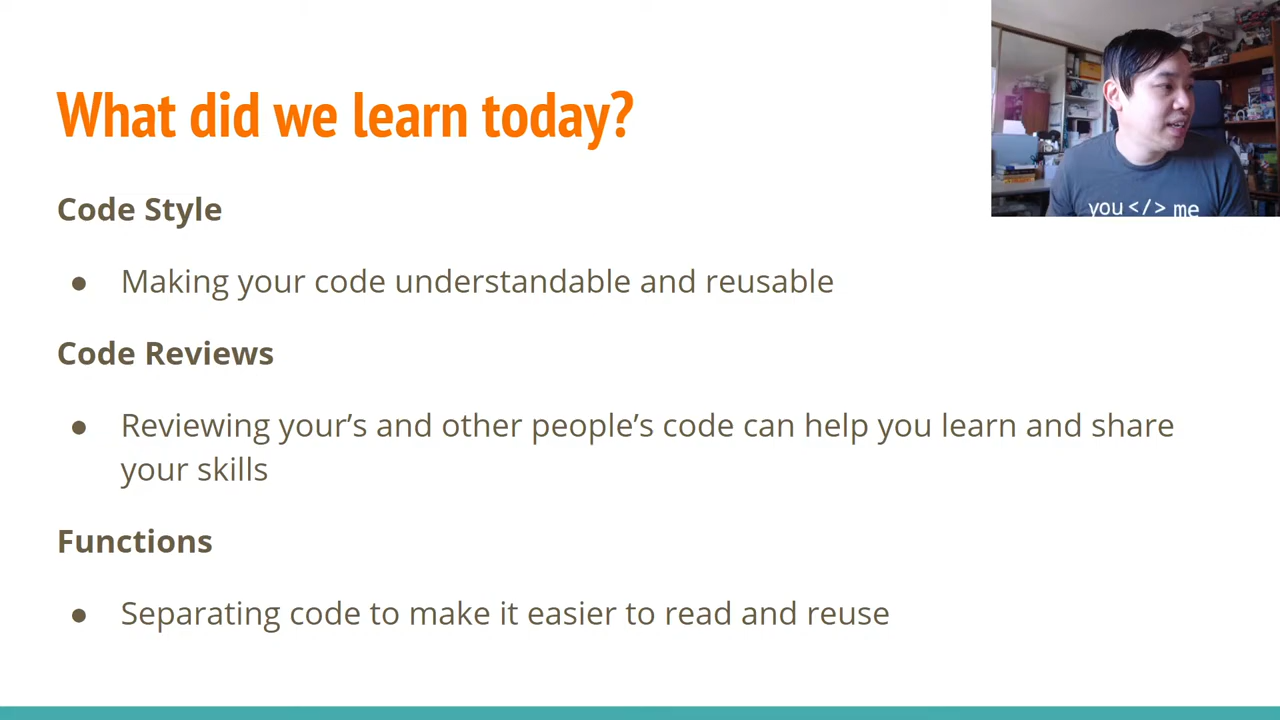 What did we learn today?
you </> me
Code Style
● Making your code understandable and reusable
Code Reviews
● Reviewing your’s and other people’s code can help you learn and share
your skills
Functions
● Separating code to make it easier to read and reuse